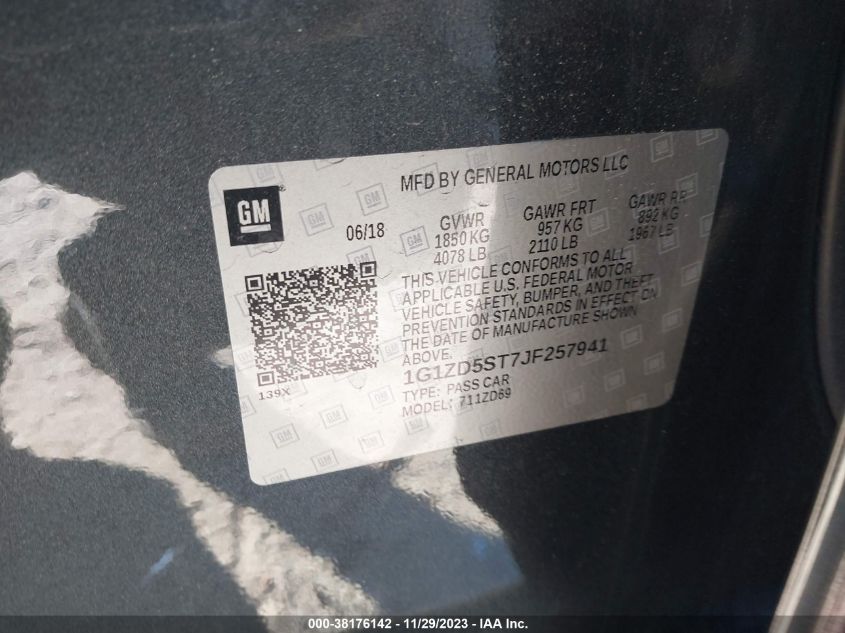 MFD BY GENERAL MOTORS LLC
GM
06/18
GVWR
1850 KG
4078 LB
GAWR FRT
957 KG
2110 LB
GAWR RR
892 KG
1967 LB
THIS VEHICLE CONFORMS TO ALL
APPLICABLE U.S. FEDERAL MOTOR
VEHICLE SAFETY, BUMPER, AND THEFT
PREVENTION STANDARDS IN EFFECT ON
THE DATE OF MANUFACTURE SHOWN
ABOVE.
139X
1G1ZD5ST7JF257941
TYPE: PASS CAR
MODEL: 711ZD69
000-38176142 - 11/29/2023 - IAA Inc.